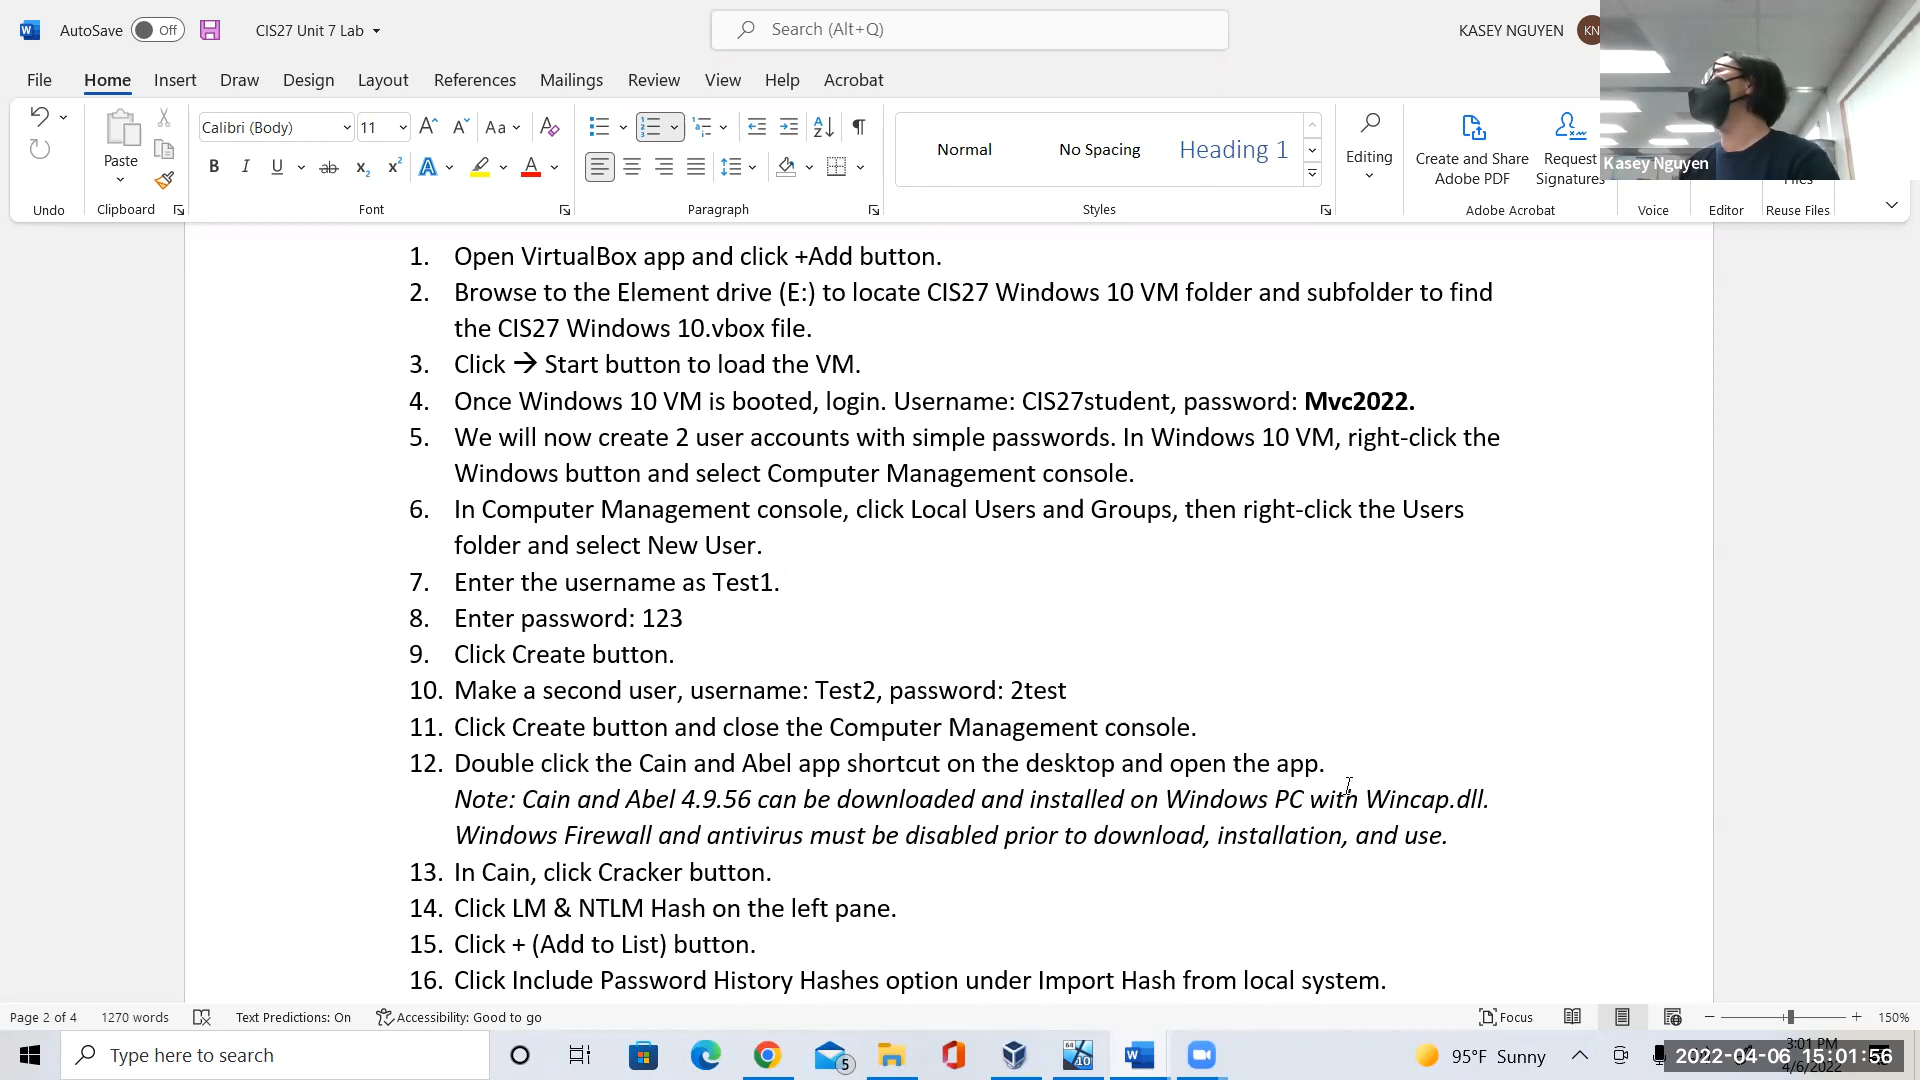 AutoSave Off CIS27 Unit 7 Lab Search (Alt+Q) KASEY NGUYEN KN
File Home Insert Draw Design Layout References Mailings Review View Help Acrobat
Calibri (Body) 11 Aa
Paste
B I U ab x₂ x² A A
Normal No Spacing Heading 1
Editing
Create and Share
Adobe PDF
Request
Signatures
Kasey Nguyen
Undo Clipboard Font Paragraph Styles Adobe Acrobat Voice Editor Reuse Files
1. Open VirtualBox app and click +Add button.
2. Browse to the Element drive (E:) to locate CIS27 Windows 10 VM folder and subfolder to find
the CIS27 Windows 10.vbox file.
3. Click → Start button to load the VM.
4. Once Windows 10 VM is booted, login. Username: CIS27student, password: Mvc2022.
5. We will now create 2 user accounts with simple passwords. In Windows 10 VM, right-click the
Windows button and select Computer Management console.
6. In Computer Management console, click Local Users and Groups, then right-click the Users
folder and select New User.
7. Enter the username as Test1.
8. Enter password: 123
9. Click Create button.
10. Make a second user, username: Test2, password: 2test
11. Click Create button and close the Computer Management console.
12. Double click the Cain and Abel app shortcut on the desktop and open the app.
Note: Cain and Abel 4.9.56 can be downloaded and installed on Windows PC with Wincap.dll.
Windows Firewall and antivirus must be disabled prior to download, installation, and use.
13. In Cain, click Cracker button.
14. Click LM & NTLM Hash on the left pane.
15. Click + (Add to List) button.
16. Click Include Password History Hashes option under Import Hash from local system.
Page 2 of 4 1270 words Text Predictions: On Accessibility: Good to go Focus 150%
Type here to search 5 64 10 95°F Sunny
3:01 PM
2022-04-06 15:01:56
4/6/2022